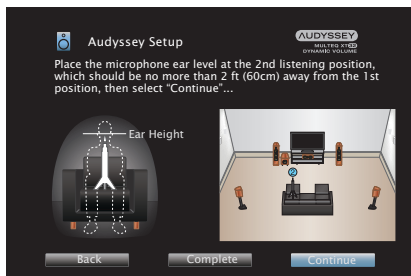 Audyssey Setup
AUDYSSEY
MULTEQ XT32
DYNAMIC VOLUME
Place the microphone ear level at the 2nd listening position,
which should be no more than 2 ft (60cm) away from the 1st
position, then select “Continue”...
Ear Height
2
Back
Complete
Continue